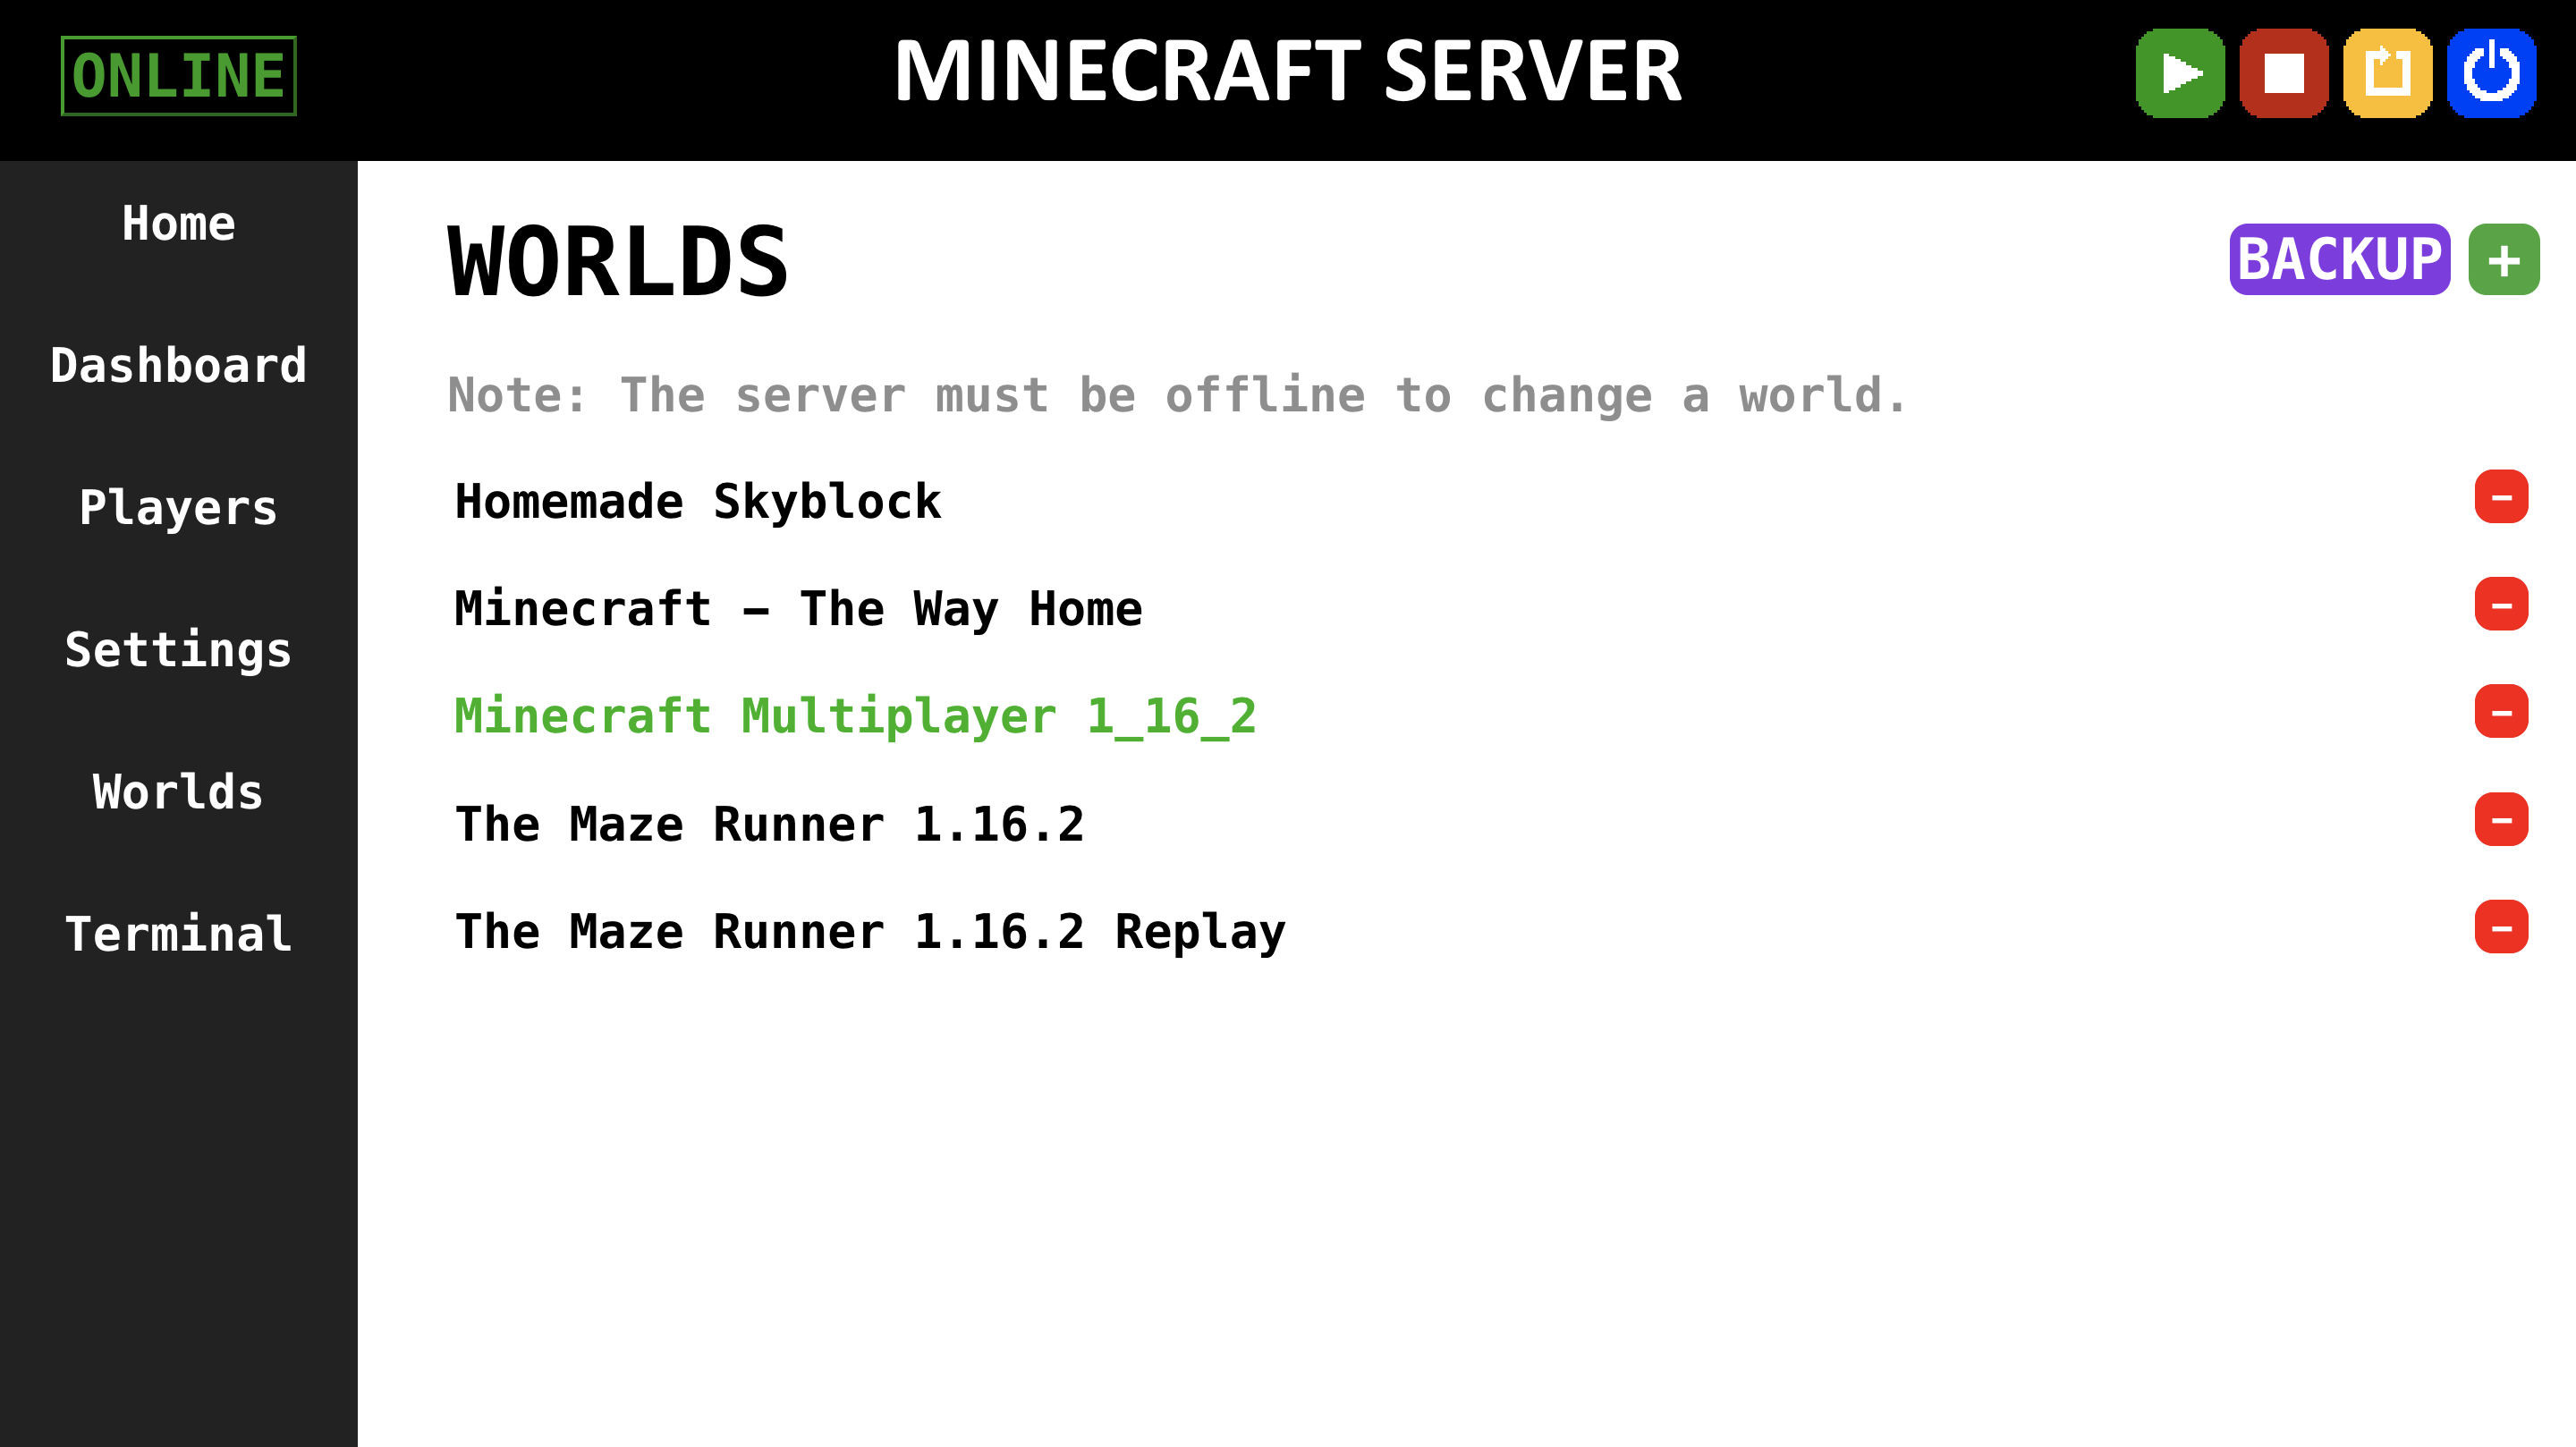 ONLINE
MINECRAFT SERVER
Home
Dashboard
Players
Settings
Worlds
Terminal
WORLDS
BACKUP +
Note: The server must be offline to change a world.
Homemade Skyblock -
Minecraft - The Way Home -
Minecraft Multiplayer 1_16_2 -
The Maze Runner 1.16.2 -
The Maze Runner 1.16.2 Replay -